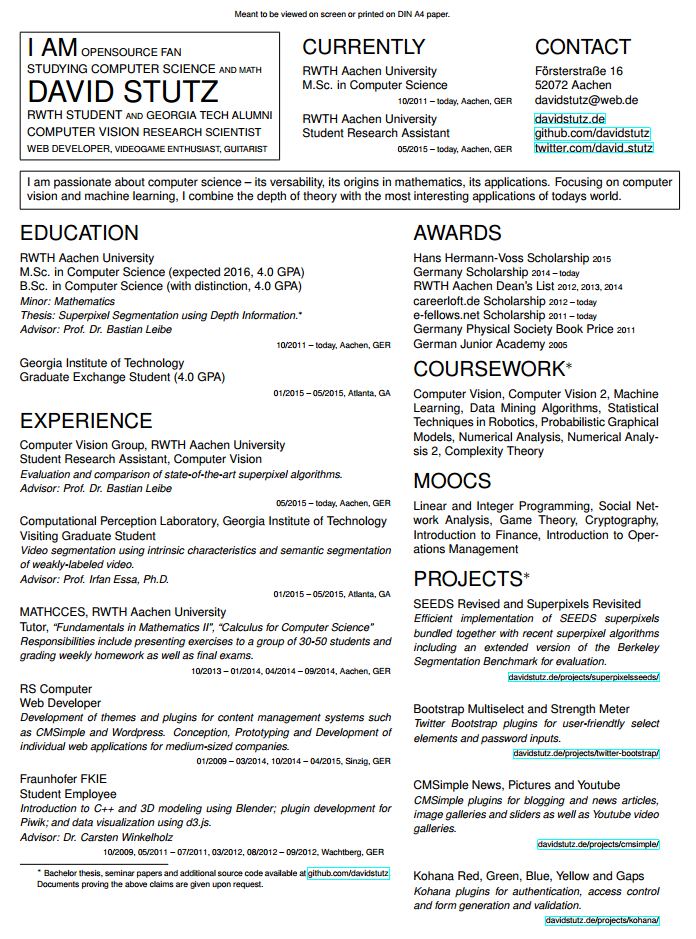 Meant to be viewed on screen or printed on DIN A4 paper.
I AM OPENSOURCE FAN
STUDYING COMPUTER SCIENCE AND MATH
DAVID STUTZ
RWTH STUDENT AND GEORGIA TECH ALUMNI
COMPUTER VISION RESEARCH SCIENTIST
WEB DEVELOPER, VIDEOGAME ENTHUSIAST, GUITARIST
CURRENTLY
RWTH Aachen University
M.Sc. in Computer Science
10/2011 – today, Aachen, GER
RWTH Aachen University
Student Research Assistant
05/2015 – today, Aachen, GER
CONTACT
Försterstraße 16
52072 Aachen
davidstutz@web.de
davidstutz.de
github.com/davidstutz
twitter.com/david_stutz
I am passionate about computer science – its versability, its origins in mathematics, its applications. Focusing on computer
vision and machine learning, I combine the depth of theory with the most interesting applications of todays world.
EDUCATION
RWTH Aachen University
M.Sc. in Computer Science (expected 2016, 4.0 GPA)
B.Sc. in Computer Science (with distinction, 4.0 GPA)
Minor: Mathematics
Thesis: Superpixel Segmentation using Depth Information.*
Advisor: Prof. Dr. Bastian Leibe
10/2011 – today, Aachen, GER
Georgia Institute of Technology
Graduate Exchange Student (4.0 GPA)
01/2015 – 05/2015, Atlanta, GA
EXPERIENCE
Computer Vision Group, RWTH Aachen University
Student Research Assistant, Computer Vision
Evaluation and comparison of state-of-the-art superpixel algorithms.
Advisor: Prof. Dr. Bastian Leibe
05/2015 – today, Aachen, GER
Computational Perception Laboratory, Georgia Institute of Technology
Visiting Graduate Student
Video segmentation using intrinsic characteristics and semantic segmentation
of weakly-labeled video.
Advisor: Prof. Irfan Essa, Ph.D.
01/2015 – 05/2015, Atlanta, GA
MATHCCES, RWTH Aachen University
Tutor, “Fundamentals in Mathematics II”, “Calculus for Computer Science”
Responsibilities include presenting exercises to a group of 30-50 students and
grading weekly homework as well as final exams.
10/2013 – 01/2014, 04/2014 – 09/2014, Aachen, GER
RS Computer
Web Developer
Development of themes and plugins for content management systems such
as CMSimple and Wordpress. Conception, Prototyping and Development of
individual web applications for medium-sized companies.
01/2009 – 03/2014, 10/2014 – 04/2015, Sinzig, GER
Fraunhofer FKIE
Student Employee
Introduction to C++ and 3D modeling using Blender; plugin development for
Piwik; and data visualization using d3.js.
Advisor: Dr. Carsten Winkelholz
10/2009, 05/2011 – 07/2011, 03/2012, 08/2012 – 09/2012, Wachtberg, GER
* Bachelor thesis, seminar papers and additional source code available at github.com/davidstutz
Documents proving the above claims are given upon request.
AWARDS
Hans Hermann-Voss Scholarship 2015
Germany Scholarship 2014 – today
RWTH Aachen Dean's List 2012, 2013, 2014
careerloft.de Scholarship 2012 – today
e-fellows.net Scholarship 2011 – today
Germany Physical Society Book Price 2011
German Junior Academy 2005
COURSEWORK*
Computer Vision, Computer Vision 2, Machine
Learning, Data Mining Algorithms, Statistical
Techniques in Robotics, Probabilistic Graphical
Models, Numerical Analysis, Numerical Analy-
sis 2, Complexity Theory
MOOCS
Linear and Integer Programming, Social Net-
work Analysis, Game Theory, Cryptography,
Introduction to Finance, Introduction to Oper-
ations Management
PROJECTS*
SEEDS Revised and Superpixels Revisited
Efficient implementation of SEEDS superpixels
bundled together with recent superpixel algorithms
including an extended version of the Berkeley
Segmentation Benchmark for evaluation.
davidstutz.de/projects/superpixelsseeds/
Bootstrap Multiselect and Strength Meter
Twitter Bootstrap plugins for user-friendly select
elements and password inputs.
davidstutz.de/projects/twitter-bootstrap/
CMSimple News, Pictures and Youtube
CMSimple plugins for blogging and news articles,
image galleries and sliders as well as Youtube video
galleries.
davidstutz.de/projects/cmsimple/
Kohana Red, Green, Blue, Yellow and Gaps
Kohana plugins for authentication, access control
and form generation and validation.
davidstutz.de/projects/kohana/